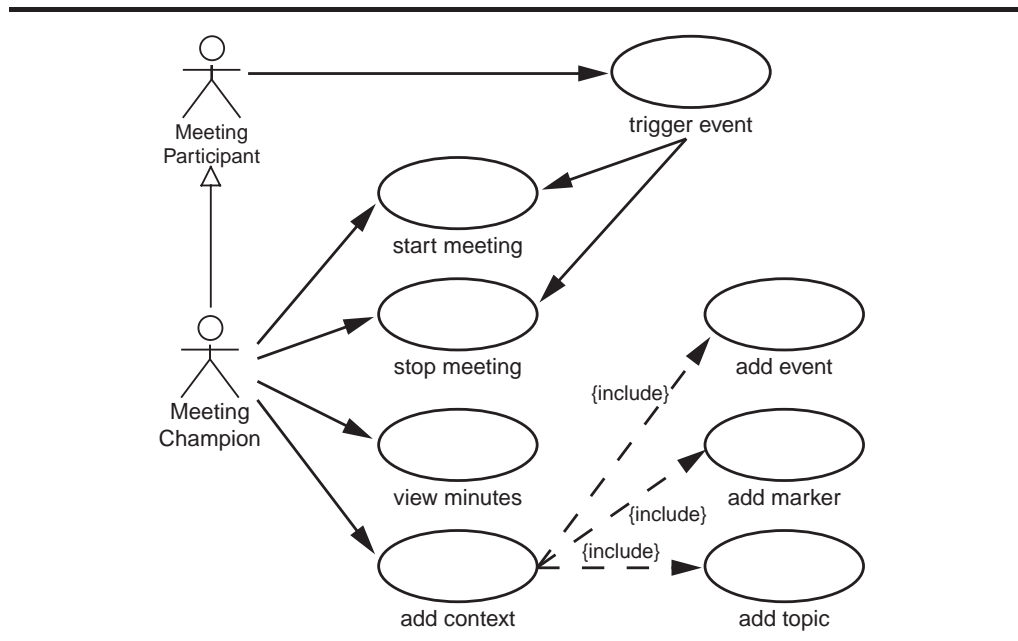 Meeting
Participant
trigger event
start meeting
stop meeting
add event
{include}
Meeting
Champion
view minutes
add marker
{include}
{include}
add context
add topic